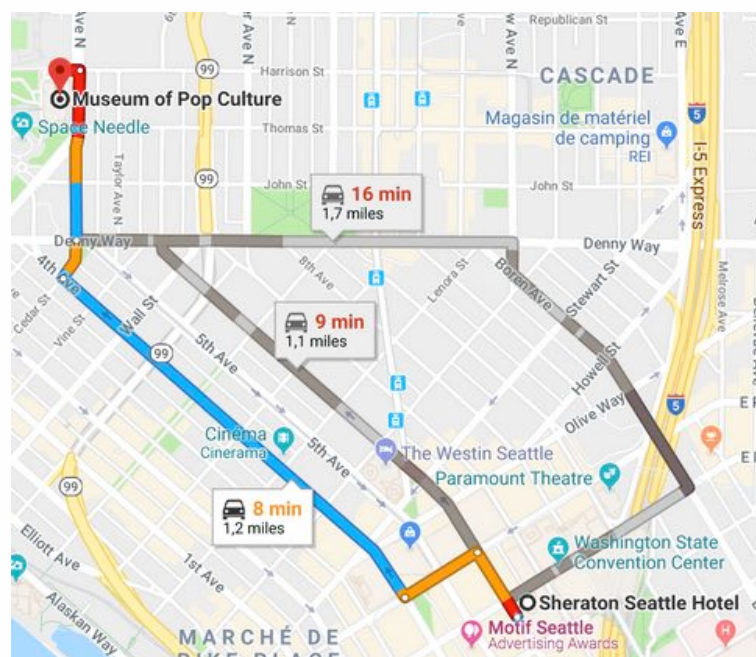 Ave N
99
Republican St
Ave N
Ave E
Harrison St
CASCADE
Museum of Pop Culture
Magasin de matériel
de camping
REI
5
I-5 Express
Space Needle
Thomas St
Taylor Ave N
99
John St
John St
16 min
1,7 miles
Denny Way
Denny Way
4th Ave
8th Ave
Lenora St
Boren Ave
Stewart St
Melrose Ave
Cedar St
Vine St
Wall St
9 min
1,1 miles
99
5th Ave
Howell St
Olive Way
5
E
Cinéma
Cinerama
5th Ave
The Westin Seattle
Paramount Theatre
E
99
8 min
1,2 miles
Elliott Ave
1st Ave
Washington State
Convention Center
Sheraton Seattle Hotel
Alaskan Way
Motif Seattle
Advertising Awards
MARCHÉ DE